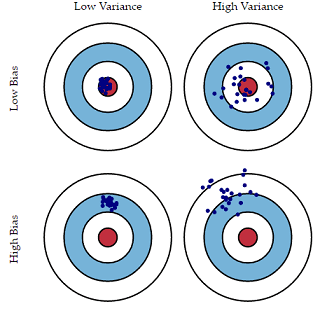 Low Variance
High Variance
Low Bias
High Bias